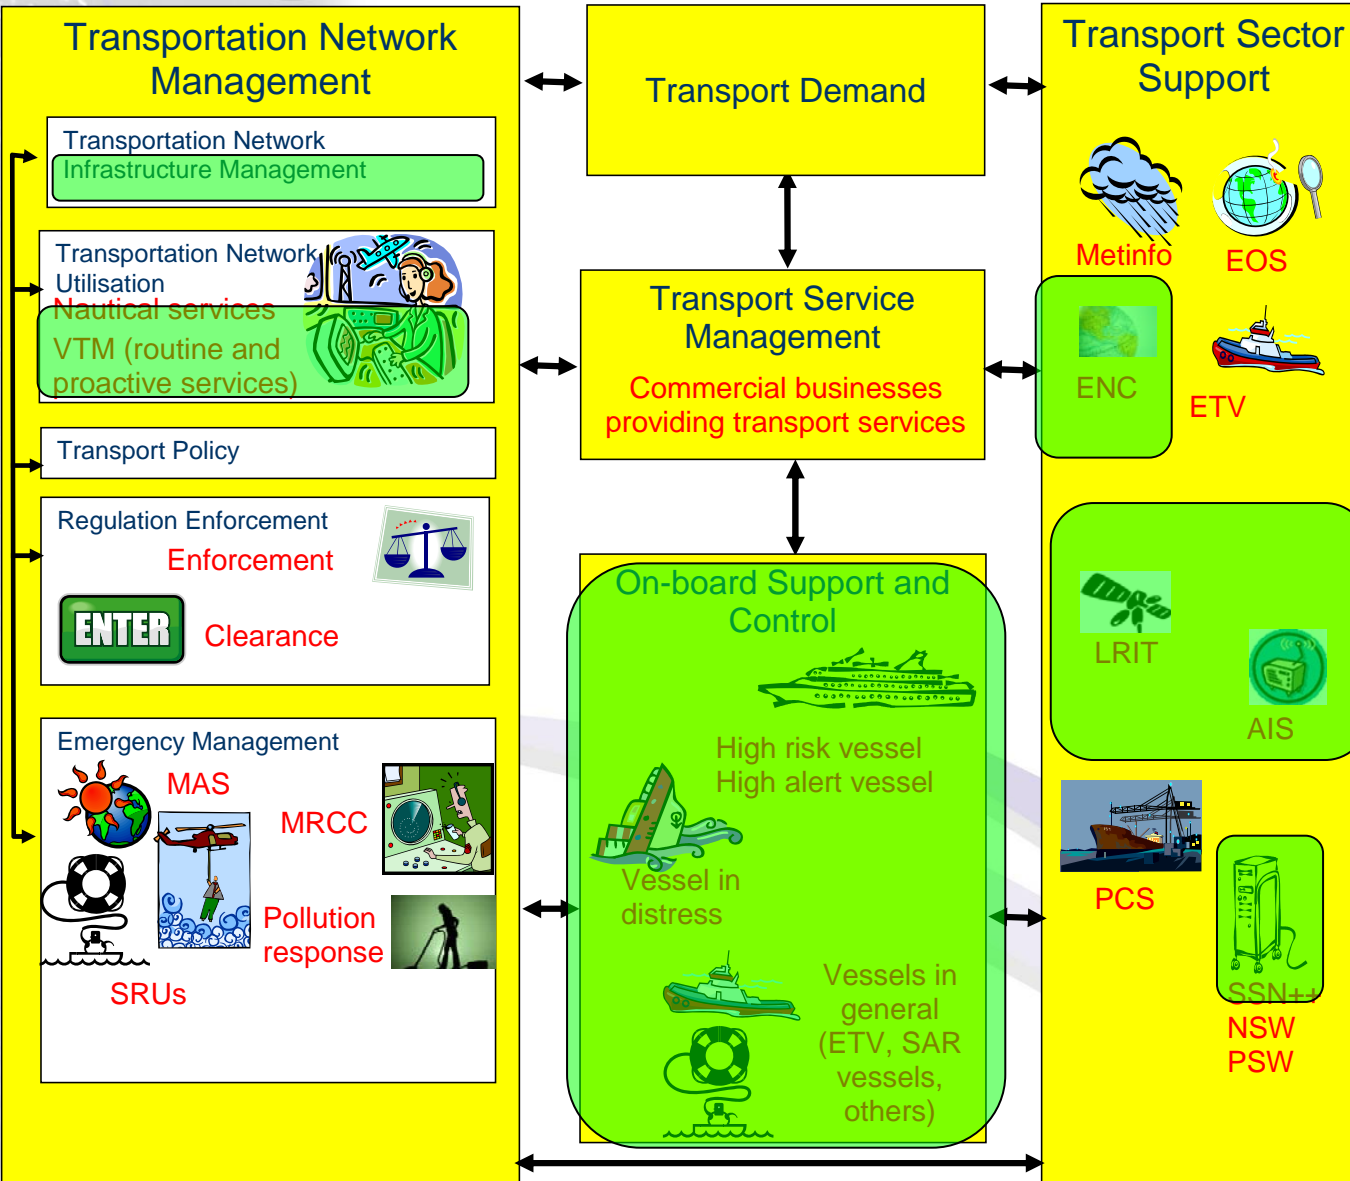 Transportation Network
Management
Transportation Network
Infrastructure Management
Transportation Network
Utilisation
Nautical services
VTM (routine and
proactive services)
Transport Policy
Regulation Enforcement
Enforcement
ENTER
Clearance
Emergency Management
MAS
MRCC
Pollution
response
SRUs
Transport Demand
Transport Service
Management
Commercial businesses
providing transport services
On-board Support and
Control
High risk vessel
High alert vessel
Vessel in
distress
Vessels in
general
(ETV, SAR
vessels,
others)
Transport Sector
Support
Metinfo
EOS
ENC
ETV
LRIT
AIS
PCS
SSN++
NSW
PSW